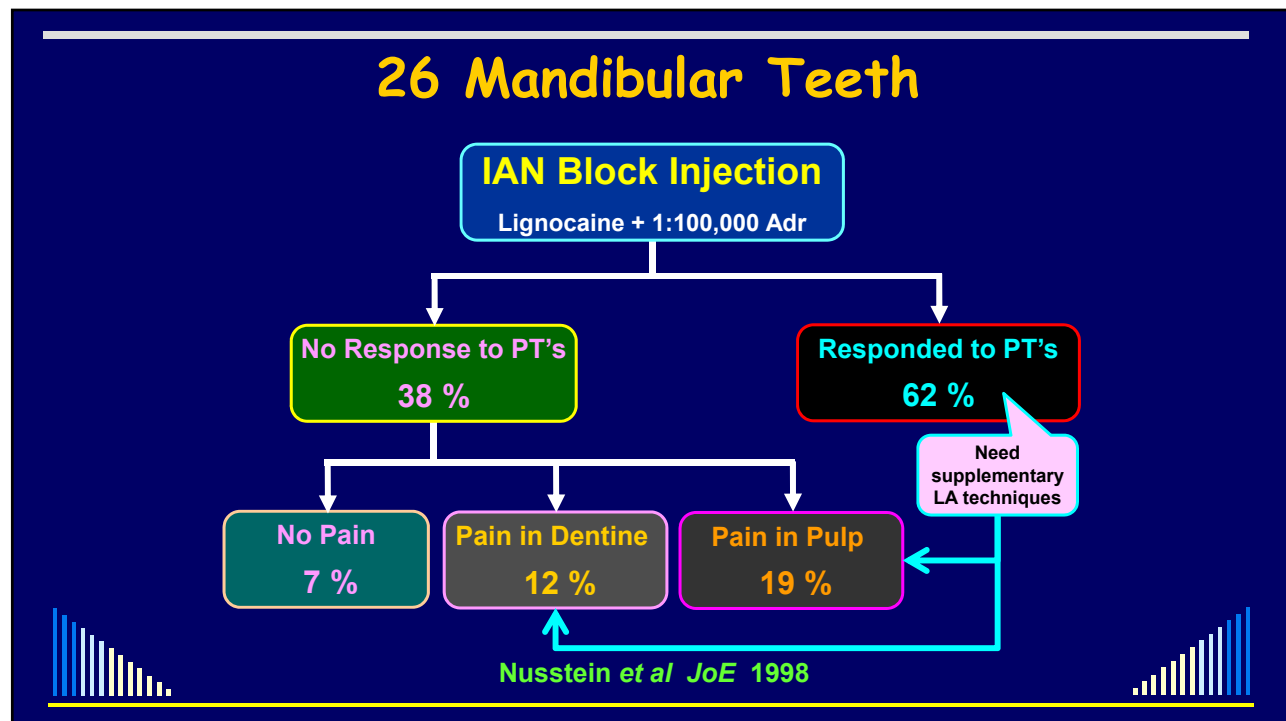 26 Mandibular Teeth
IAN Block Injection
Lignocaine + 1:100,000 Adr
No Response to PT’s
38 %
Responded to PT’s
62 %
Need
supplementary
LA techniques
No Pain
7 %
Pain in Dentine
12 %
Pain in Pulp
19 %
Nusstein et al JoE 1998